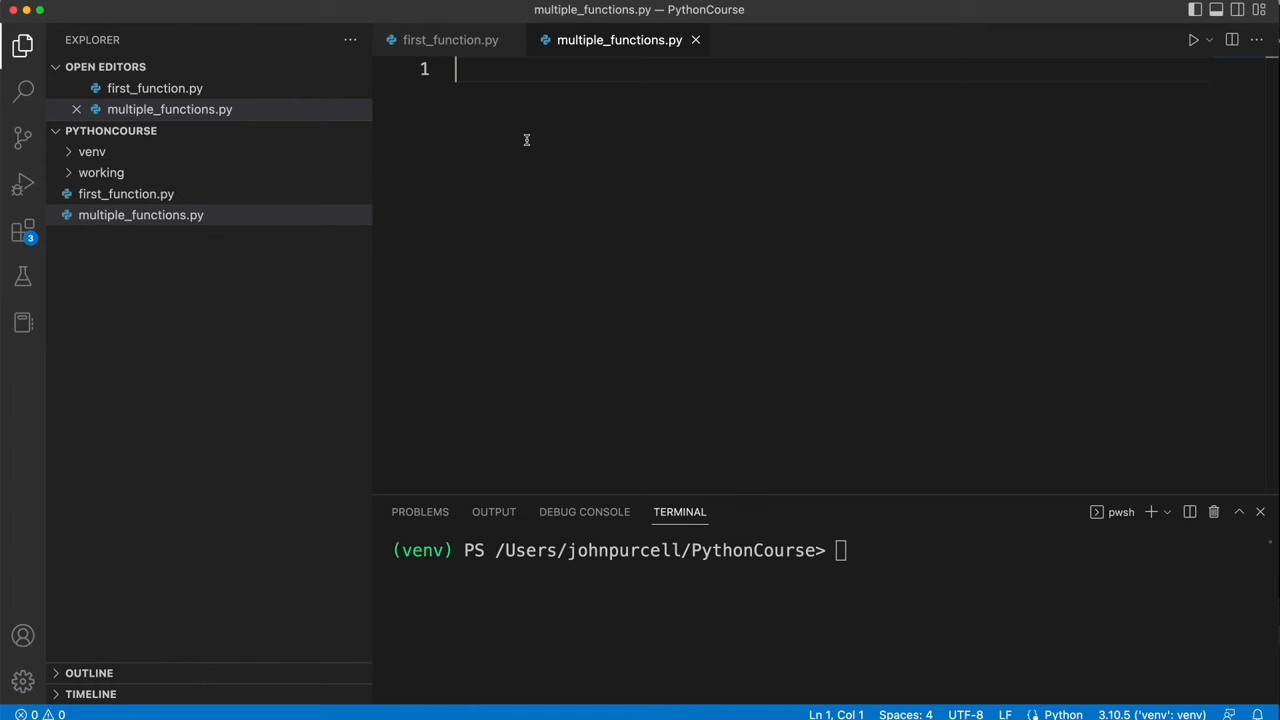 multiple_functions.py — PythonCourse
EXPLORER
first_function.py
multiple_functions.py
OPEN EDITORS
first_function.py
multiple_functions.py
PYTHONCOURSE
venv
working
first_function.py
multiple_functions.py
1
3
PROBLEMS OUTPUT DEBUG CONSOLE TERMINAL
pwsh
(venv) PS /Users/johnpurcell/PythonCourse>
OUTLINE
TIMELINE
0 0 Ln 1, Col 1 Spaces: 4 UTF-8 LF Python 3.10.5 ('venv': venv)